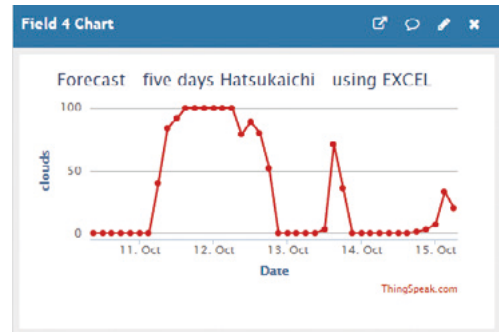 Field 4 Chart
Forecast five days Hatsukaichi using EXCEL
clouds
100
50
0
11. Oct 12. Oct 13. Oct 14. Oct 15. Oct
Date
ThingSpeak.com